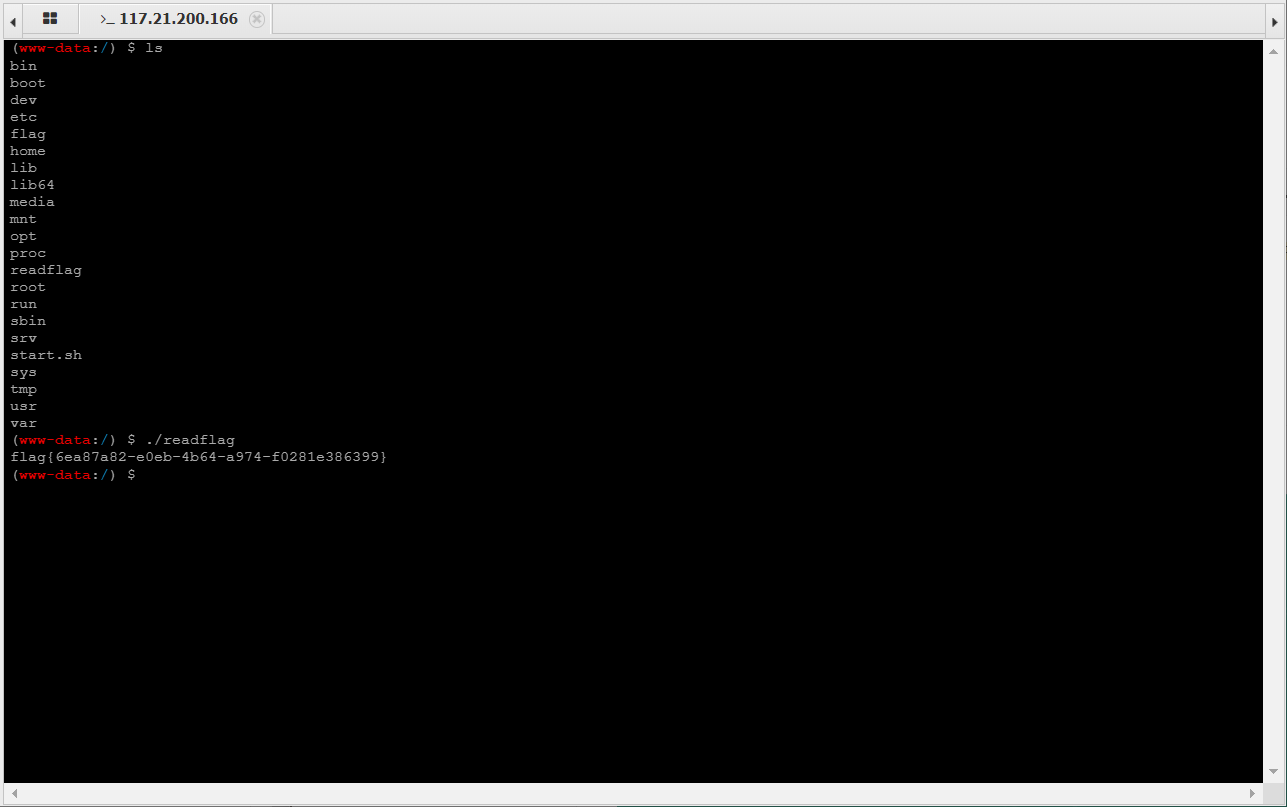 >_ 117.21.200.166
(www-data:/) $ ls
bin
boot
dev
etc
flag
home
lib
lib64
media
mnt
opt
proc
readflag
root
run
sbin
srv
start.sh
sys
tmp
usr
var
(www-data:/) $ ./readflag
flag{6ea87a82-e0eb-4b64-a974-f0281e386399}
(www-data:/) $